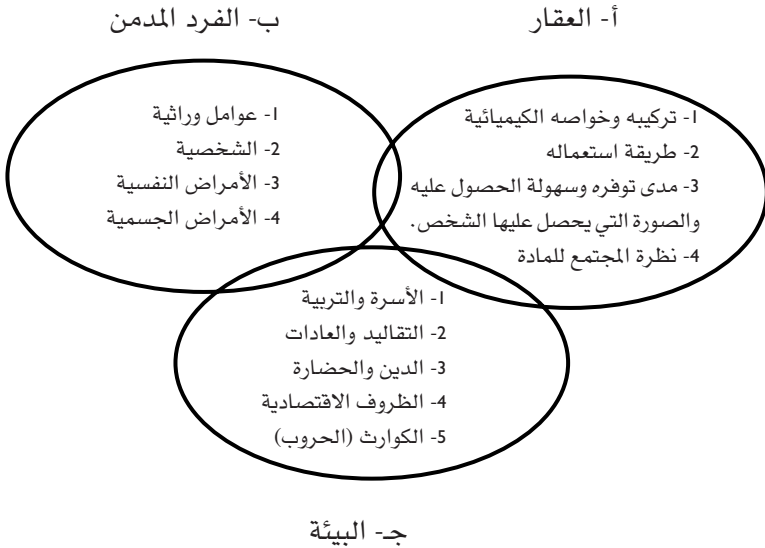 أ- العقار
ب- الفرد المدمن
1- تركيبه وخواصه الكيميائية
2- طريقة استعماله
3- مدى توفره وسهولة الحصول عليه
والصورة التي يحصل عليها الشخص.
4- نظرة المجتمع للمادة
1- عوامل وراثية
2- الشخصية
3- الأمراض النفسية
4- الأمراض الجسمية
1- الأسرة والتربية
2- التقاليد والعادات
3- الدين والحضارة
4- الظروف الاقتصادية
5- الكوارث (الحروب)
جـ- البيئة